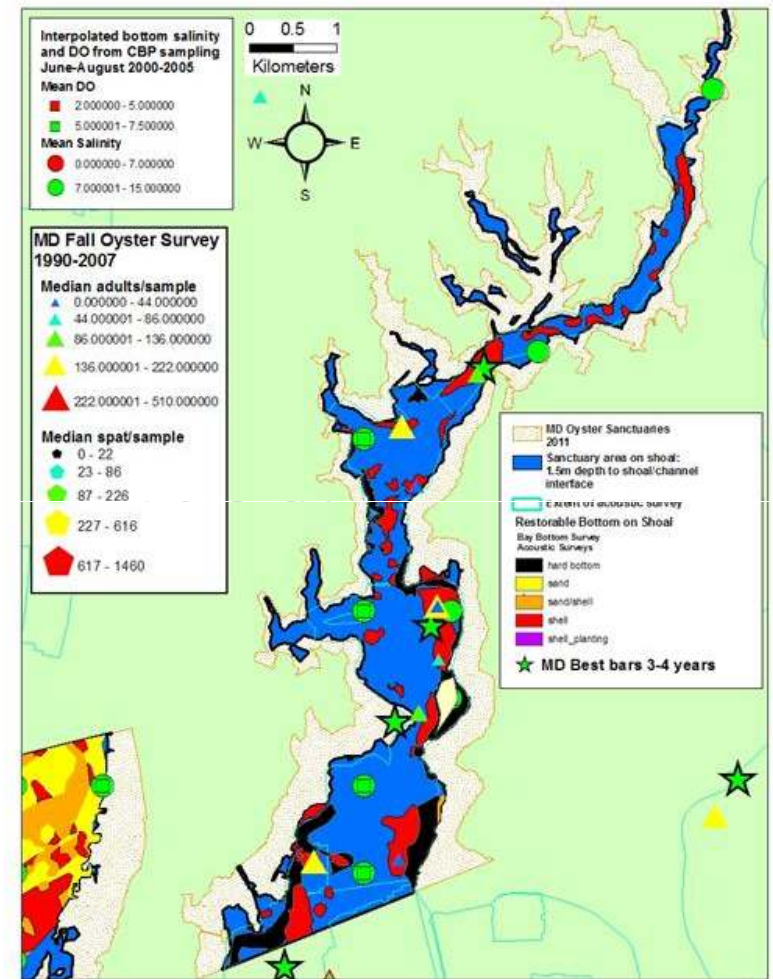 Interpolated bottom salinity
and DO from CBP sampling
June-August 2000-2005
Mean DO
2.000000 - 5.000000
5.000001 - 7.500000
Mean Salinity
0.000000 - 7.000000
7.000001 - 15.000000
0 0.5 1
Kilometers
N
W E
S
MD Fall Oyster Survey
1990-2007
Median adults/sample
0.000000 - 44.000000
44.000001 - 86.000000
86.000001 - 136.000000
136.000001 - 222.000000
222.000001 - 510.000000
Median spat/sample
0 - 22
23 - 86
87 - 226
227 - 616
617 - 1460
MD Oyster Sanctuaries
2011
Sanctuary area on shoal:
1.5m depth to shoal/channel
interface
Extent of acoustic survey
Restorable Bottom on Shoal
Bay Bottom Survey
Acoustic Surveys
hard bottom
sand
sand/shell
shell
shell_planting
MD Best bars 3-4 years